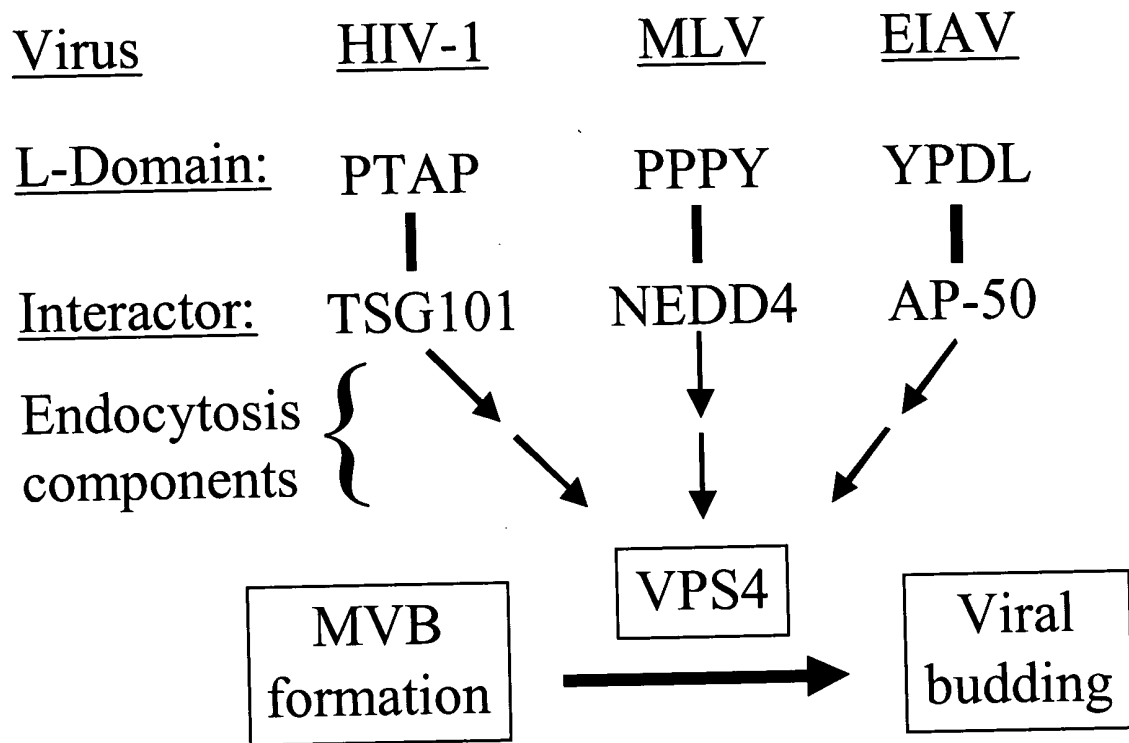 Virus HIV-1 MLV EIAV
L-Domain: PTAP PPPY YPDL
Interactor: TSG101 NEDD4 AP-50
Endocytosis
components
VPS4
MVB
formation
Viral
budding